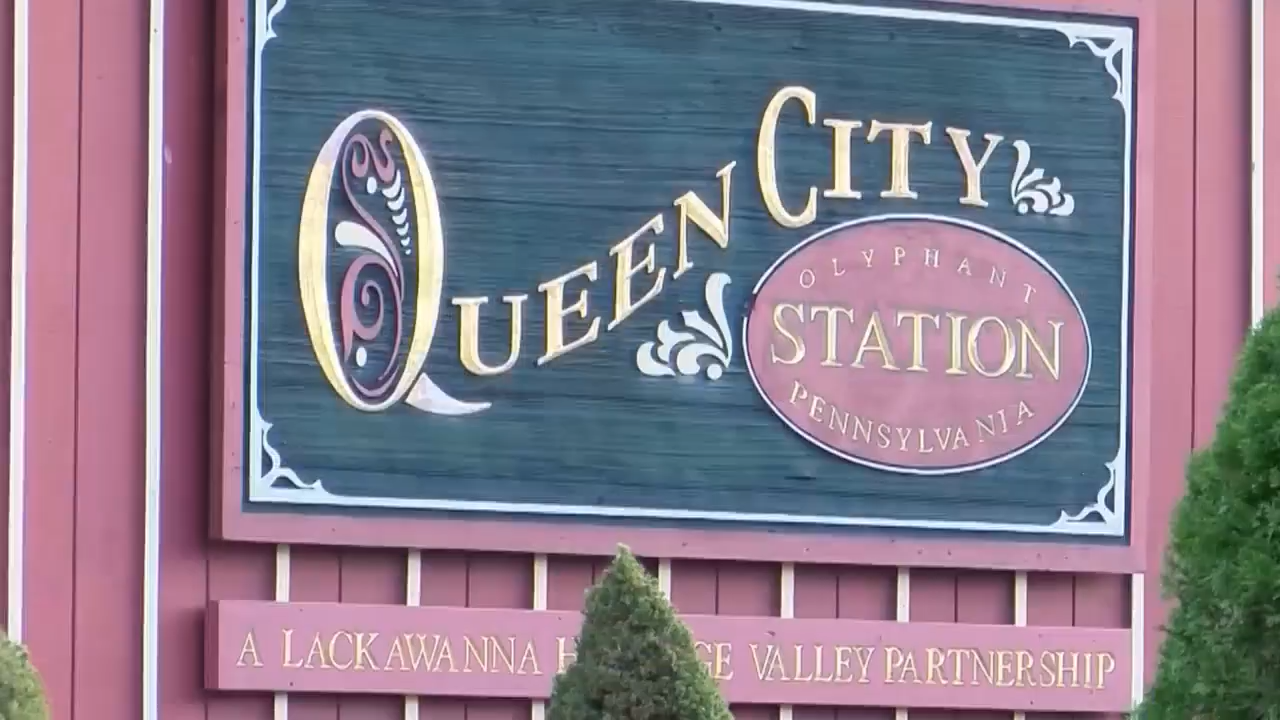 QUEEN CITY
OLYPHANT
STATION
PENNSYLVANIA
A LACKAWANNA VALLEY PARTNERSHIP